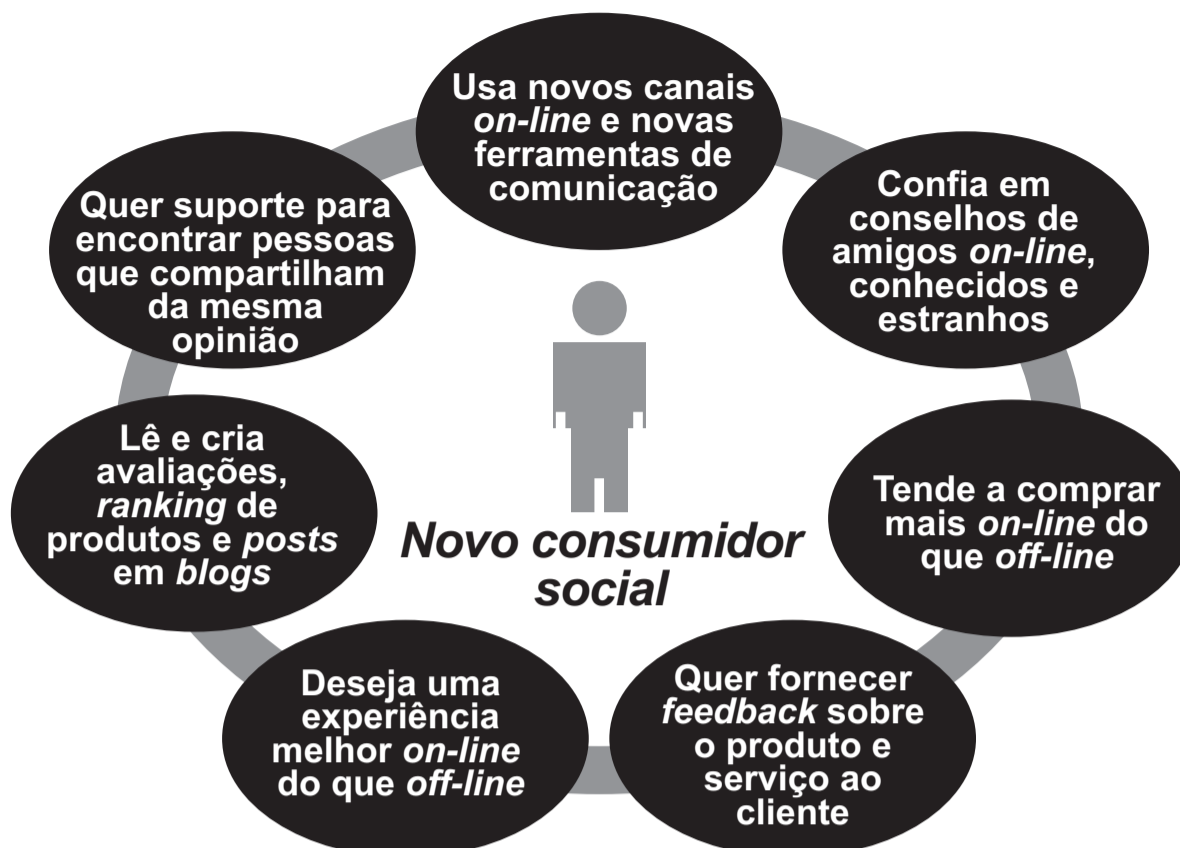 Usa novos canais
on-line e novas
ferramentas de
comunicação
Confia em
conselhos de
amigos on-line,
conhecidos e
estranhos
Tende a comprar
mais on-line do
que off-line
Quer fornecer
feedback sobre
o produto e
serviço ao
cliente
Deseja uma
experiência
melhor on-line
do que off-line
Lê e cria
avaliações,
ranking de
produtos e posts
em blogs
Quer suporte para
encontrar pessoas
que compartilham
da mesma
opinião
Novo consumidor
social